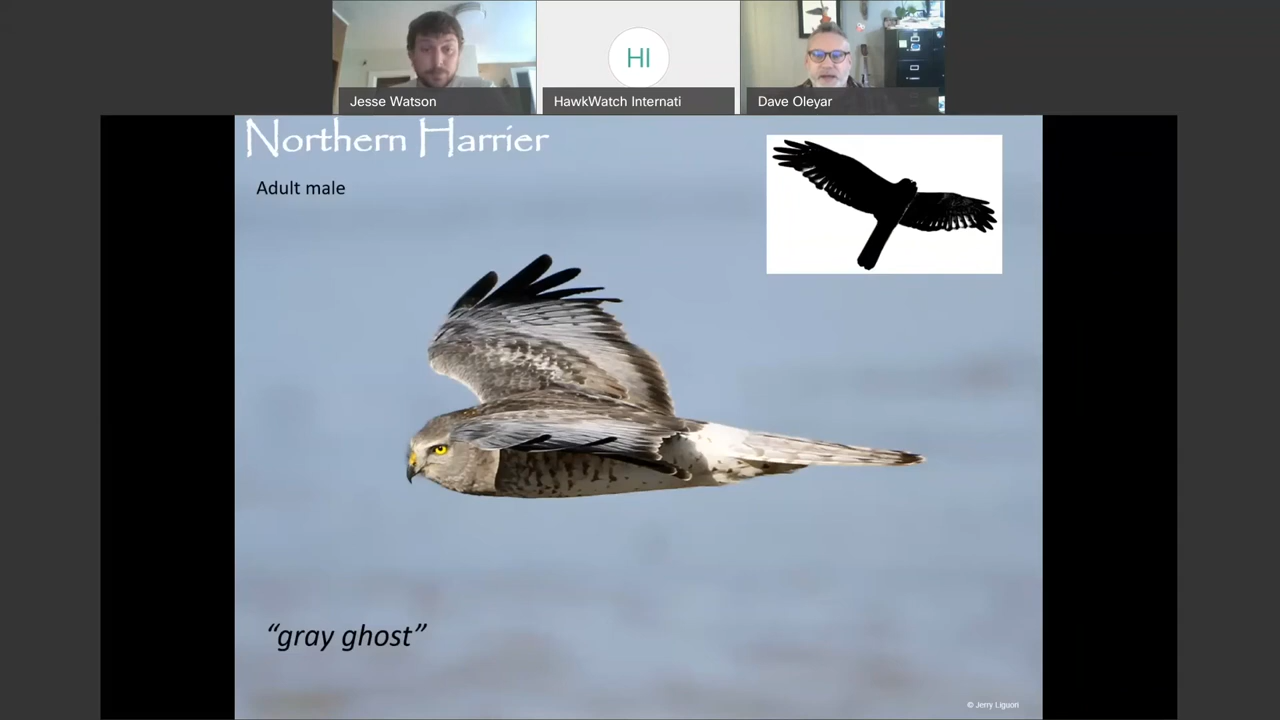 HI
Jesse Watson
HawkWatch Internati
Dave Oleyar
Northern Harrier
Adult male
“gray ghost”
© Jerry Liguori